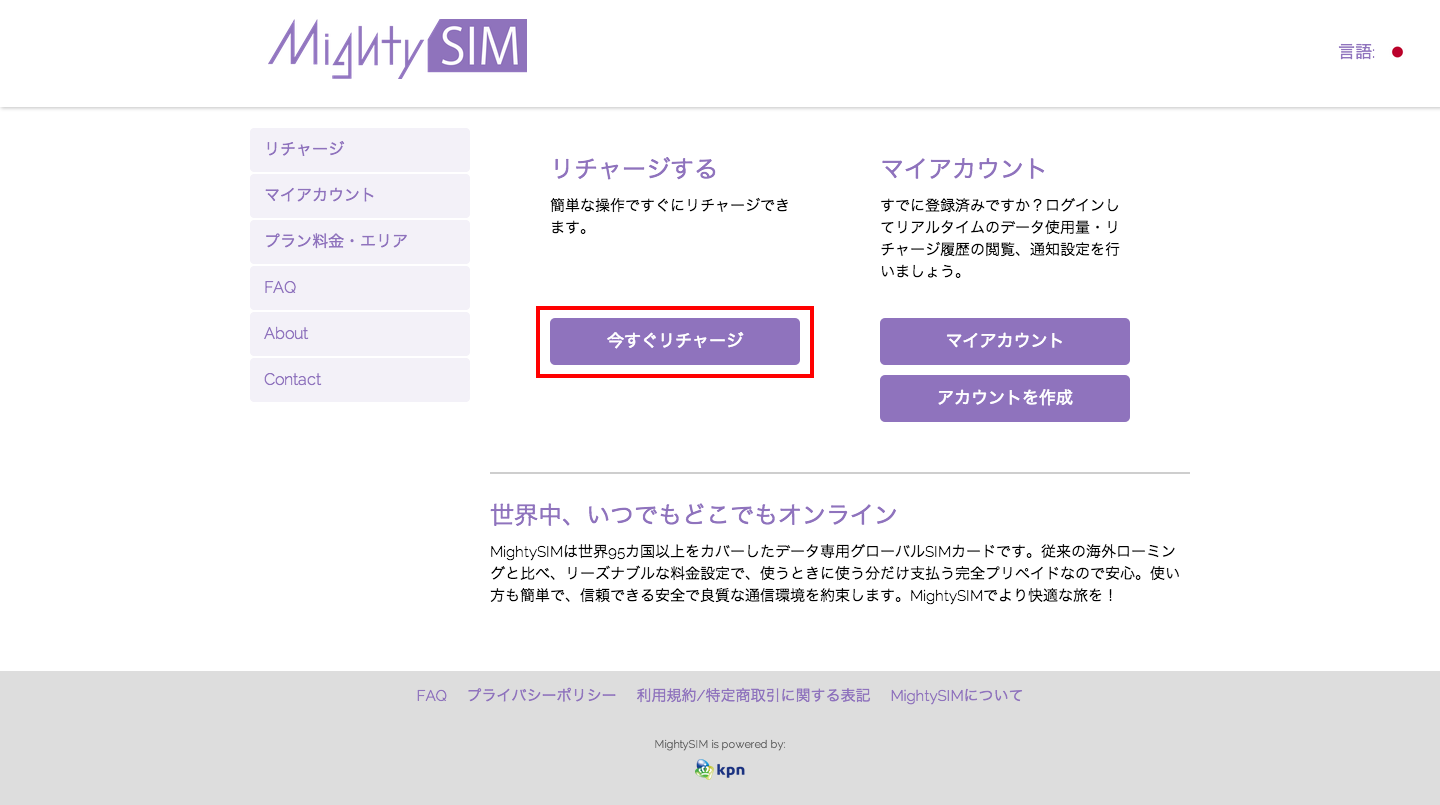 Mighty SIM
言語:
リチャージ
マイアカウント
プラン料金・エリア
FAQ
About
Contact
リチャージする
簡単な操作ですぐにリチャージでき
ます。
今すぐリチャージ
マイアカウント
すでに登録済みですか？ログインし
てリアルタイムのデータ使用量・リ
チャージ履歴の閲覧、通知設定を行
いましょう。
マイアカウント
アカウントを作成
世界中、いつでもどこでもオンライン
MightySIMは世界95カ国以上をカバーしたデータ専用グローバルSIMカードです。従来の海外ローミン
グと比べ、リーズナブルな料金設定で、使うときに使う分だけ支払う完全プリペイドなので安心。使い
方も簡単で、信頼できる安全で良質な通信環境を約束します。MightySIMでより快適な旅を！
FAQ プライバシーポリシー 利用規約/特定商取引に関する表記 MightySIMについて
MightySIM is powered by:
kpn